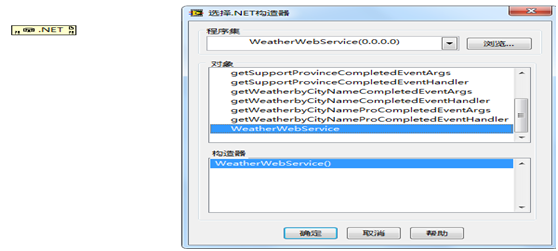 .NET
选择.NET构造器
程序集
WeatherWebService(0.0.0.0)
浏览...
对象
getSupportProvinceCompletedEventArgs
getSupportProvinceCompletedEventHandler
getWeatherbyCityNameCompletedEventArgs
getWeatherbyCityNameCompletedEventHandler
getWeatherbyCityNameProCompletedEventArgs
getWeatherbyCityNameProCompletedEventHandler
WeatherWebService
构造器
WeatherWebService()
确定 取消 帮助